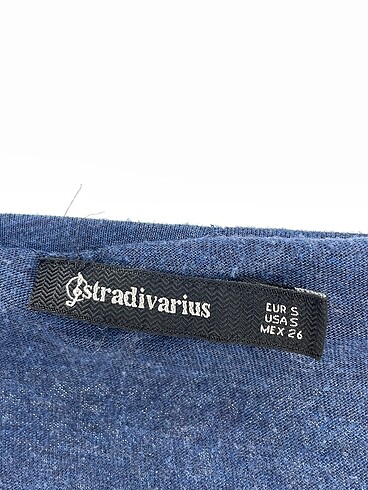 stradivarius
EUR S
USA S
MEX 26